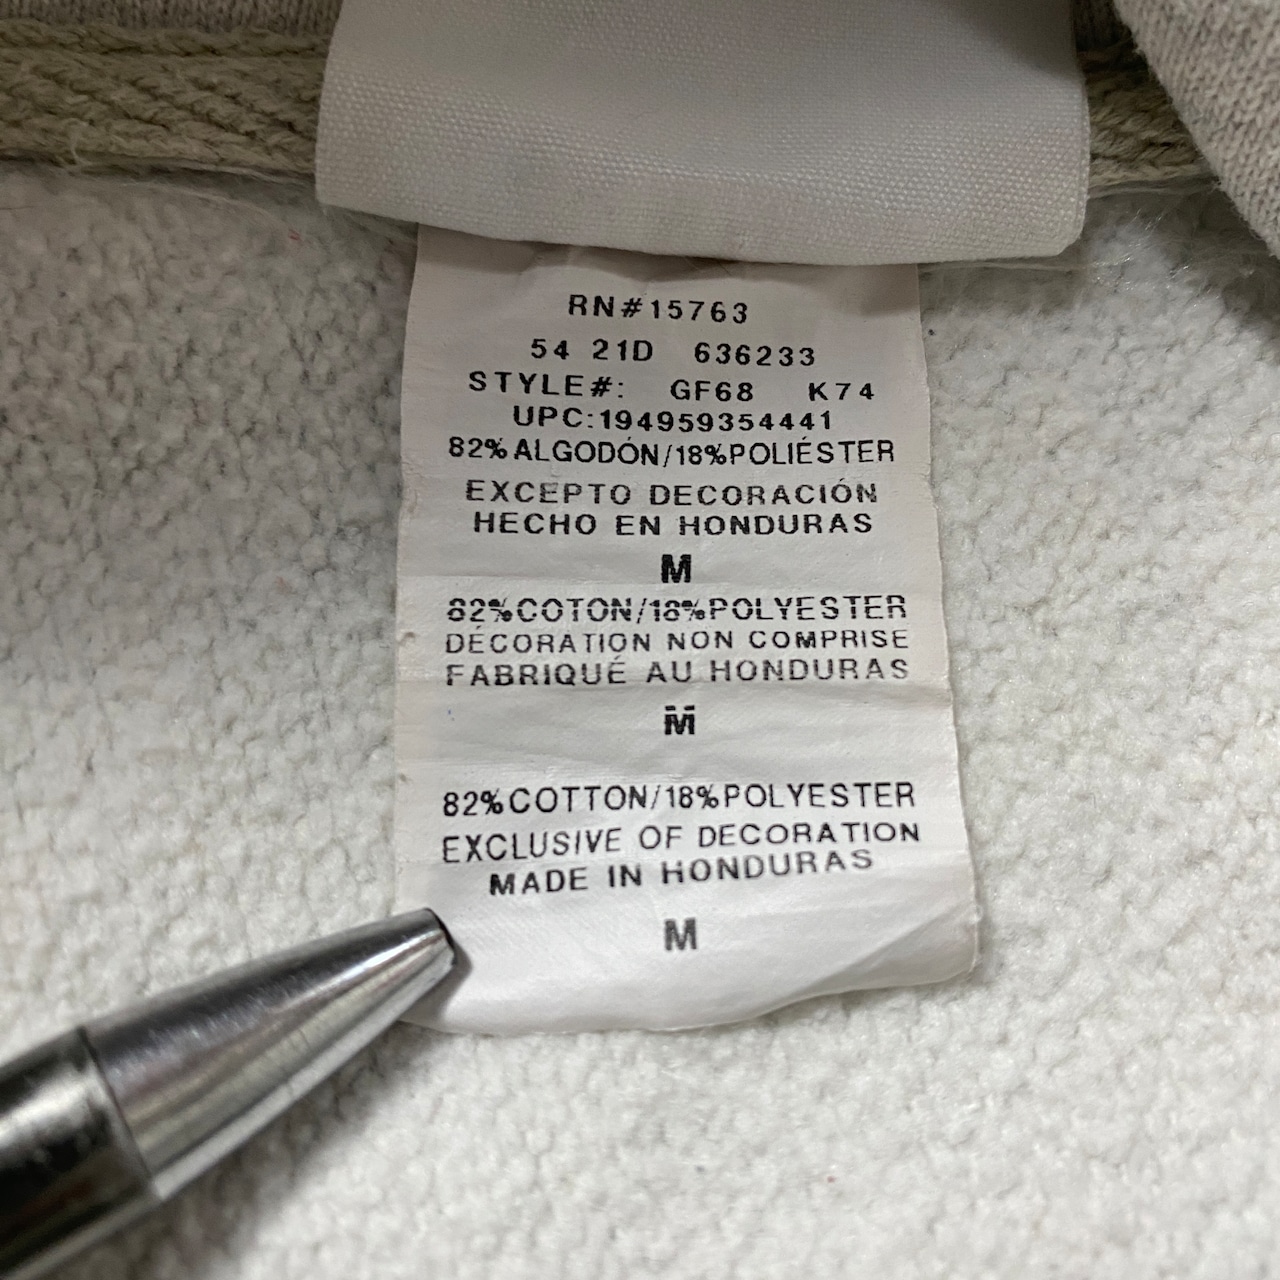 RN#15763
54 21D 636233
STYLE#: GF68 K74
UPC:194959354441
82%ALGODÓN/18%POLIÉSTER
EXCEPTO DECORACIÓN
HECHO EN HONDURAS
M
82%COTON/18%POLYESTER
DÉCORATION NON COMPRISE
FABRIQUÉ AU HONDURAS
M
82%COTTON/18%POLYESTER
EXCLUSIVE OF DECORATION
MADE IN HONDURAS
M